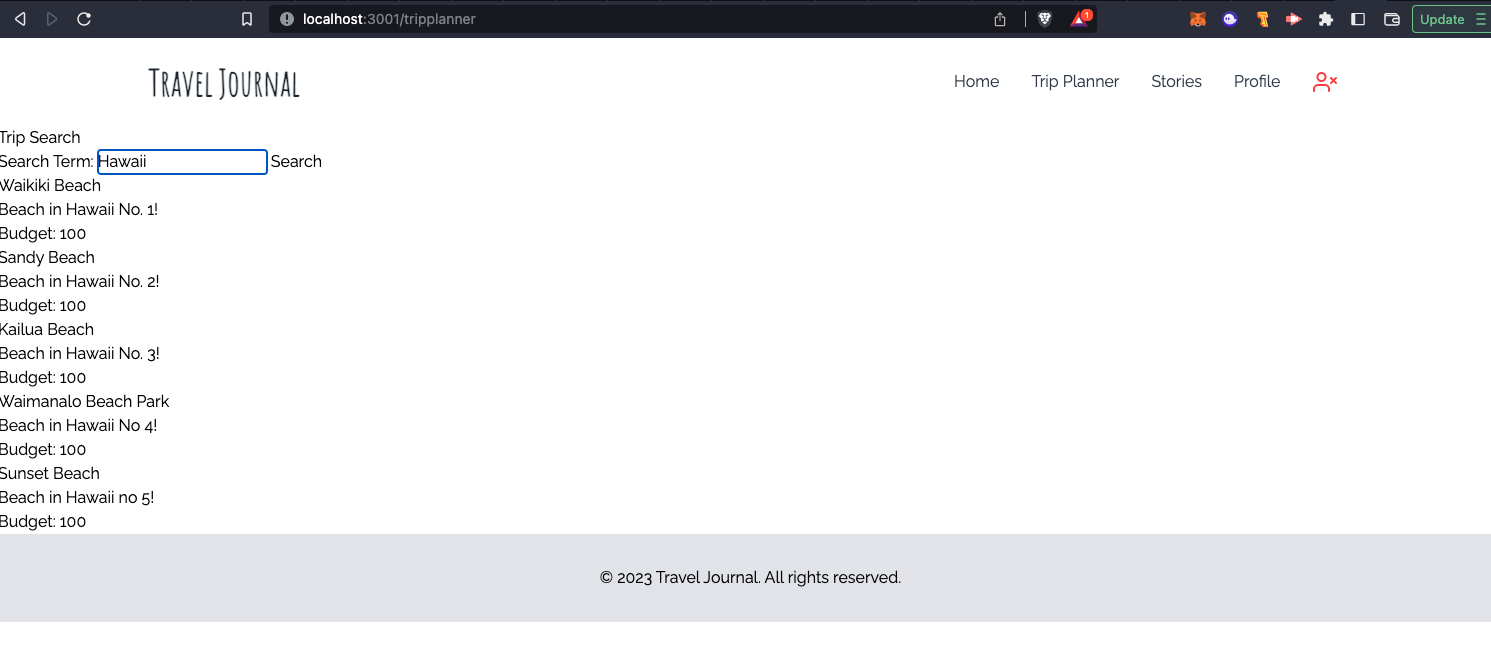 localhost:3001/tripplanner
1
Update
Travel Journal
Home Trip Planner Stories Profile
Trip Search
Search Term: Hawaii Search
Waikiki Beach
Beach in Hawaii No. 1!
Budget: 100
Sandy Beach
Beach in Hawaii No. 2!
Budget: 100
Kailua Beach
Beach in Hawaii No. 3!
Budget: 100
Waimanalo Beach Park
Beach in Hawaii No 4!
Budget: 100
Sunset Beach
Beach in Hawaii no 5!
Budget: 100
© 2023 Travel Journal. All rights reserved.